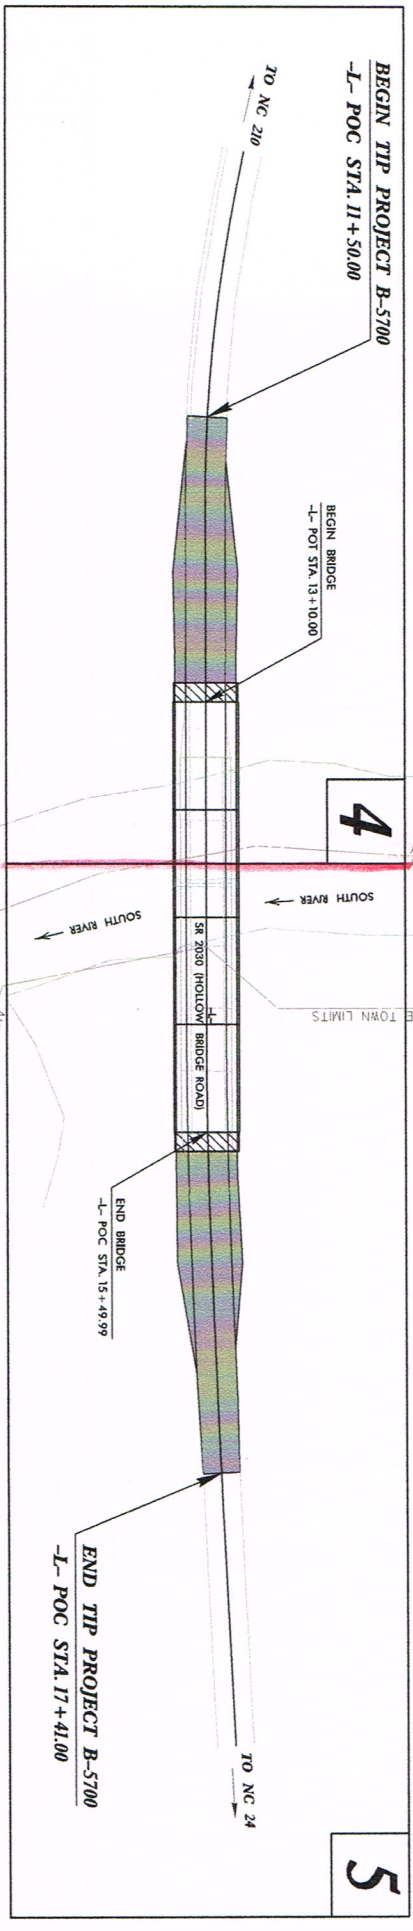 BEGIN TIP PROJECT B-5700
-L- POC STA. 11+50.00
TO NC 210
BEGIN BRIDGE
-L- POT STA. 13+10.00
4
SOUTH RIVER
SOUTH RIVER
TOWN LIMITS
-L-
SR 2030 (HOLLOW BRIDGE ROAD)
END BRIDGE
-L- POC STA. 15+49.99
END TIP PROJECT B-5700
-L- POC STA. 17+41.00
TO NC 24
5